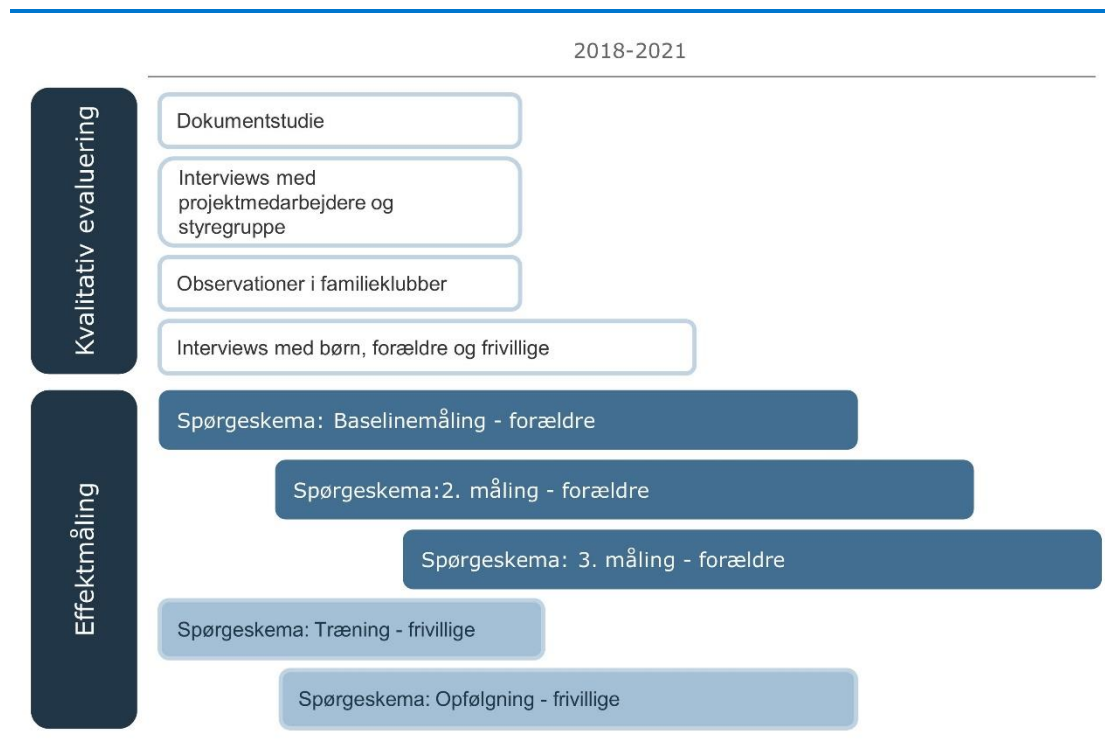 2018-2021
Kvalitativ evaluering
Dokumentstudie
Interviews med
projektmedarbejdere og
styregruppe
Observationer i familieklubber
Interviews med børn, forældre og frivillige
Effektmåling
Spørgeskema: Baselinemåling - forældre
Spørgeskema:2. måling - forældre
Spørgeskema: 3. måling - forældre
Spørgeskema: Træning - frivillige
Spørgeskema: Opfølgning - frivillige